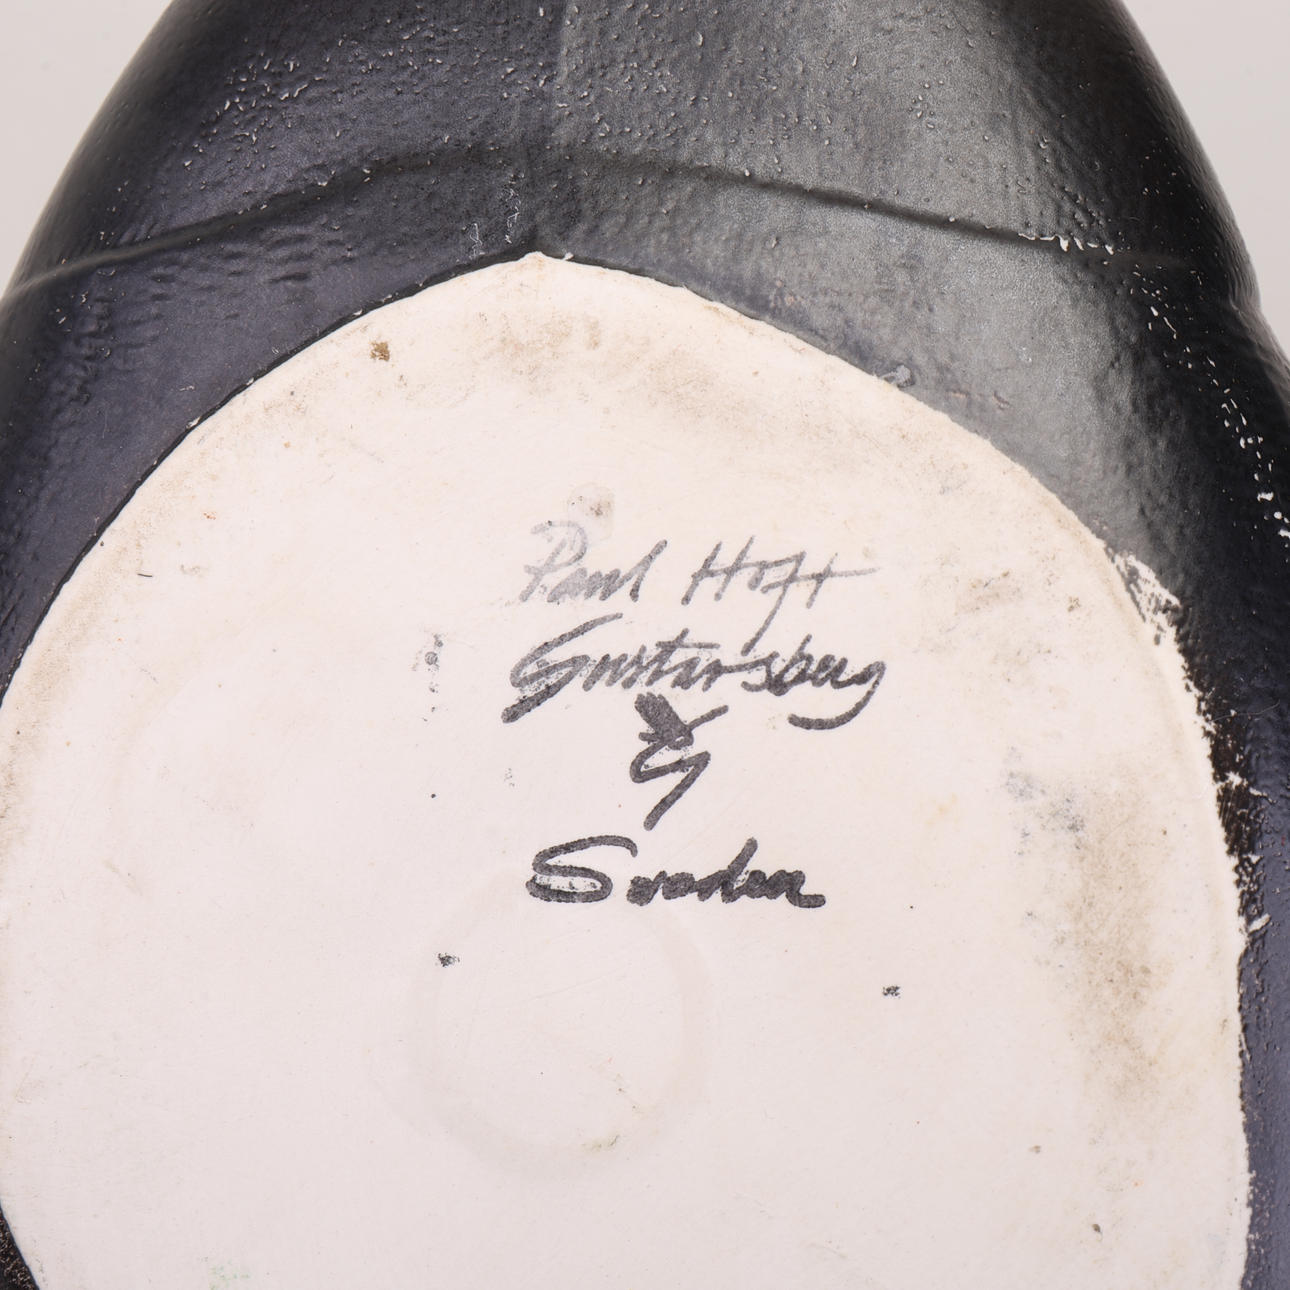 Paul Hoff
Gustavsberg
G
Sweden